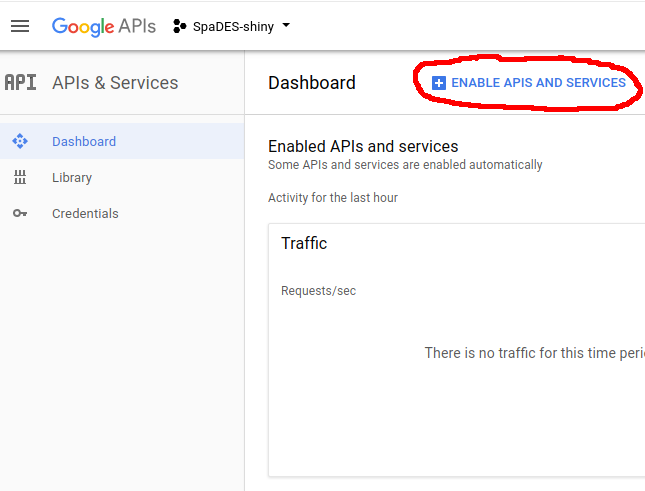 Google APIs SpaDES-shiny
API APIs & Services
Dashboard
ENABLE APIS AND SERVICES
Dashboard
Library
Credentials
Enabled APIs and services
Some APIs and services are enabled automatically
Activity for the last hour
Traffic
Requests/sec
There is no traffic for this time peri